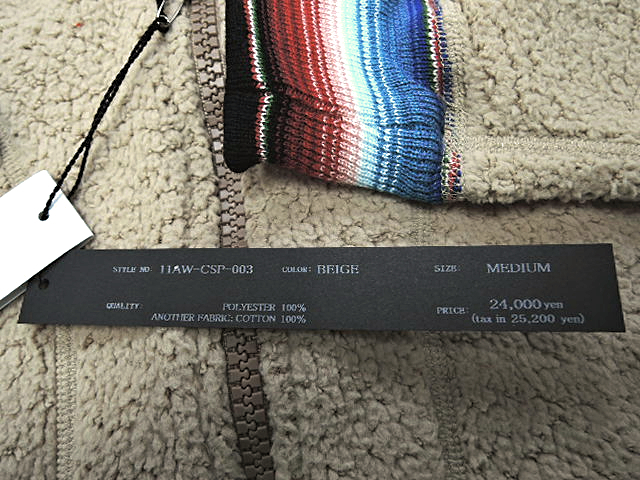 STYLE NO: 11AW-CSP-003 COLOR: BEIGE SIZE: MEDIUM
QUALITY: POLYESTER 100% PRICE: 24,000 yen
ANOTHER FABRIC: COTTON 100% (tax in 25,200 yen)